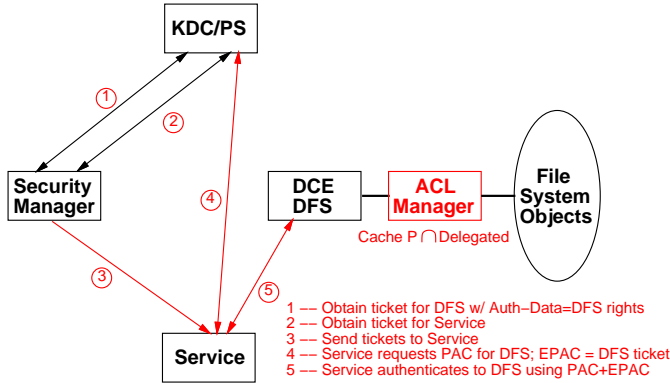 KDC/PS
1
2
Security
Manager
4
DCE
DFS
ACL
Manager
File
System
Objects
Cache P ∩ Delegated
3
5
Service
1 −− Obtain ticket for DFS w/ Auth−Data=DFS rights
2 −− Obtain ticket for Service
3 −− Send tickets to Service
4 −− Service requests PAC for DFS; EPAC = DFS ticket
5 −− Service authenticates to DFS using PAC+EPAC